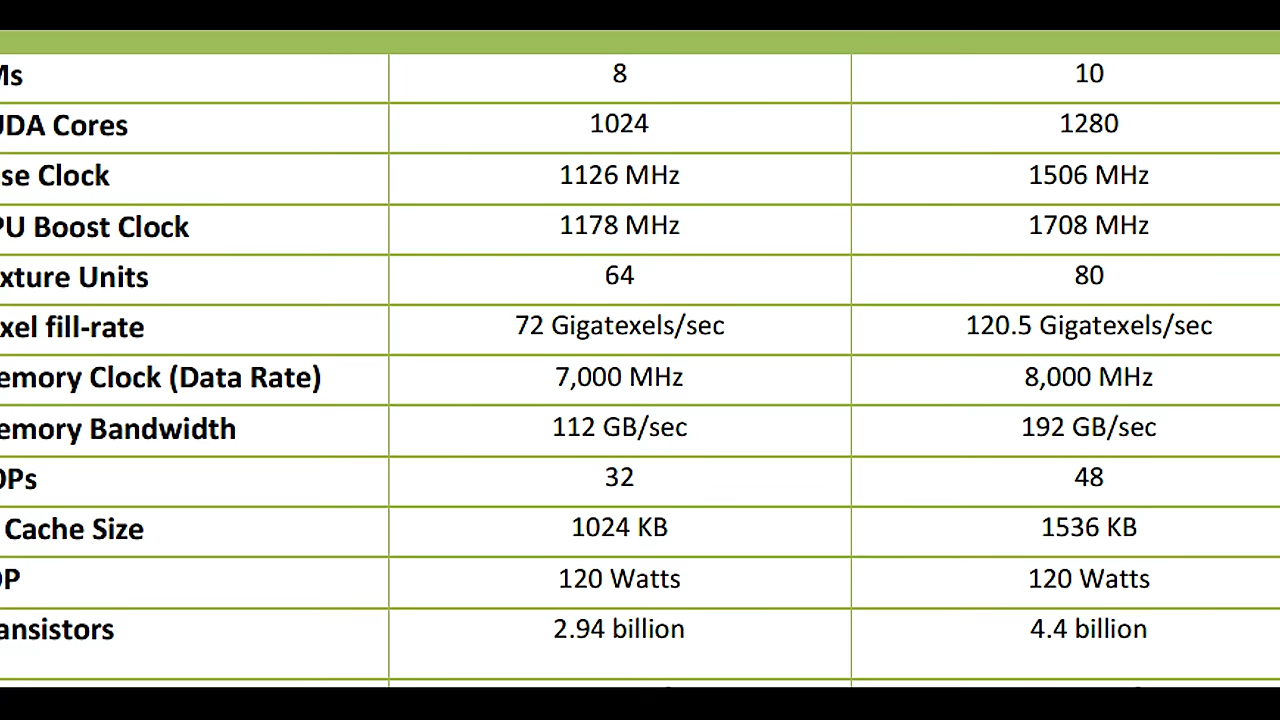 Ms 8 10
UDA Cores 1024 1280
se Clock 1126 MHz 1506 MHz
PU Boost Clock 1178 MHz 1708 MHz
xture Units 64 80
xel fill-rate 72 Gigatexels/sec 120.5 Gigatexels/sec
emory Clock (Data Rate) 7,000 MHz 8,000 MHz
emory Bandwidth 112 GB/sec 192 GB/sec
OPs 32 48
Cache Size 1024 KB 1536 KB
DP 120 Watts 120 Watts
ansistors 2.94 billion 4.4 billion